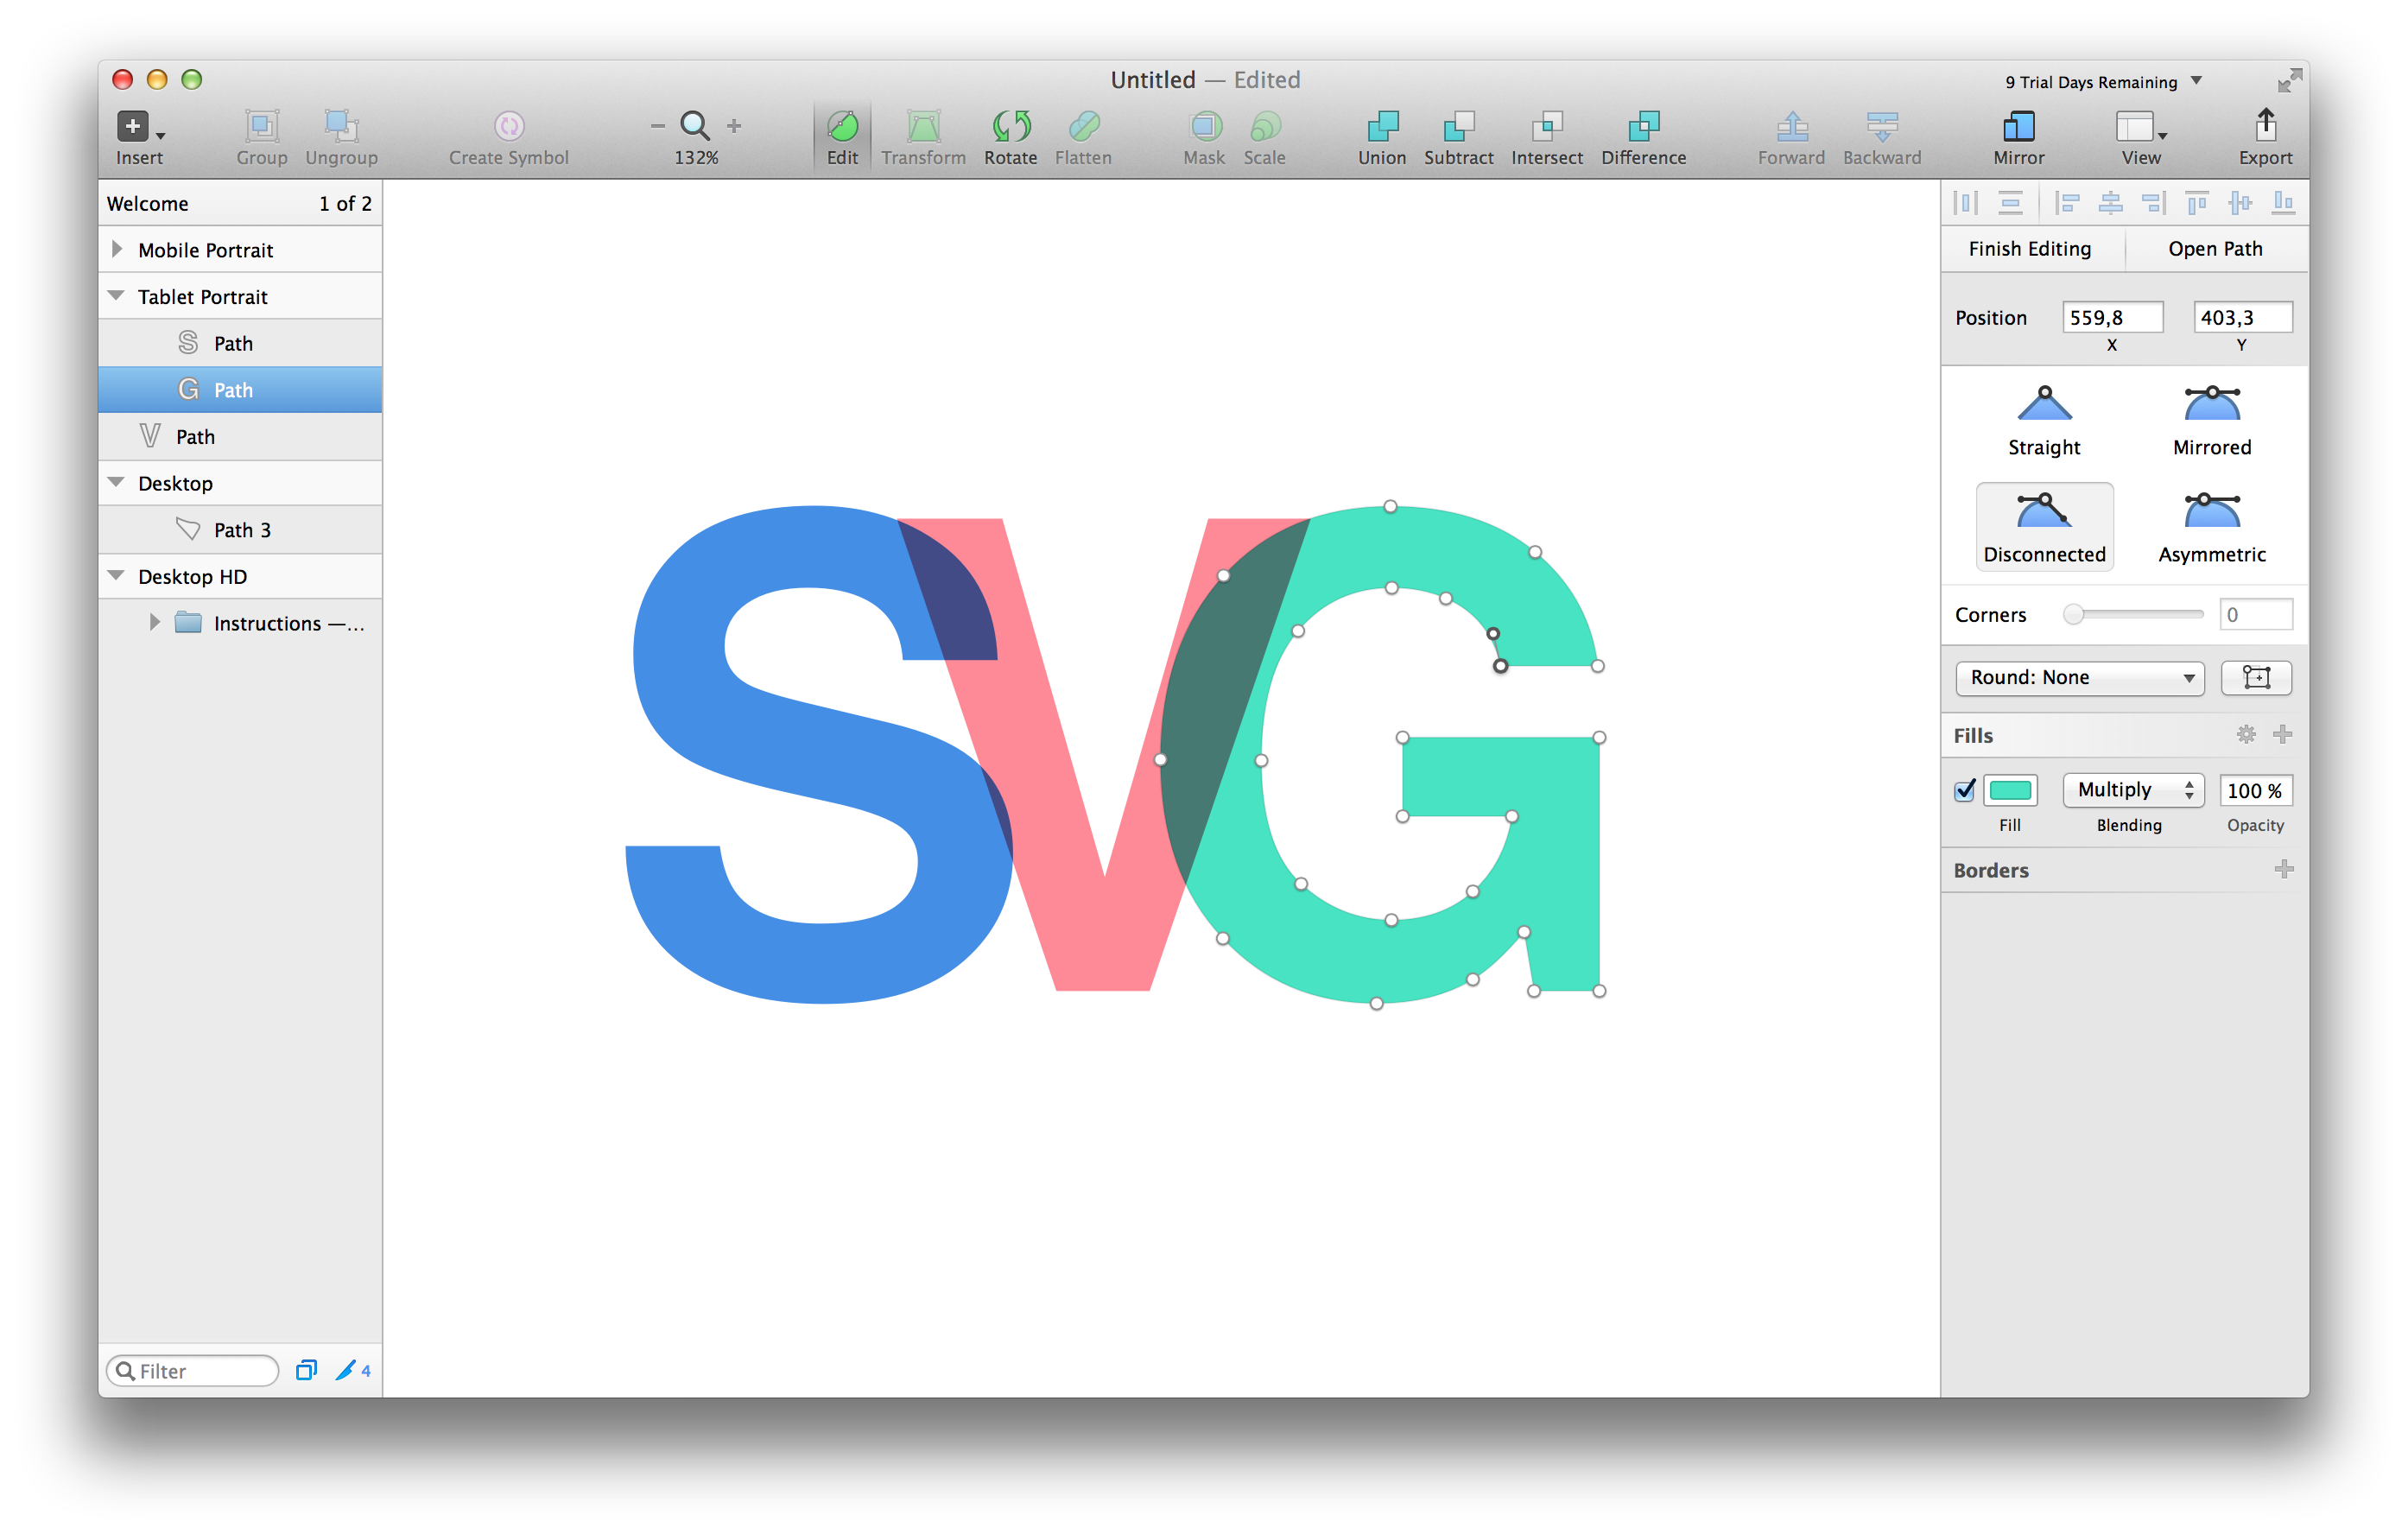 Untitled — Edited
9 Trial Days Remaining
Insert
Group
Ungroup
Create Symbol
132%
Edit
Transform
Rotate
Flatten
Mask
Scale
Union
Subtract
Intersect
Difference
Forward
Backward
Mirror
View
Export
Welcome 1 of 2
Mobile Portrait
Tablet Portrait
S Path
G Path
V Path
Desktop
Path 3
Desktop HD
Instructions —...
Filter
4
SVG
Finish Editing
Open Path
Position 559,8 403,3
X Y
Straight Mirrored
Disconnected Asymmetric
Corners 0
Round: None
Fills
Multiply 100 %
Fill Blending Opacity
Borders